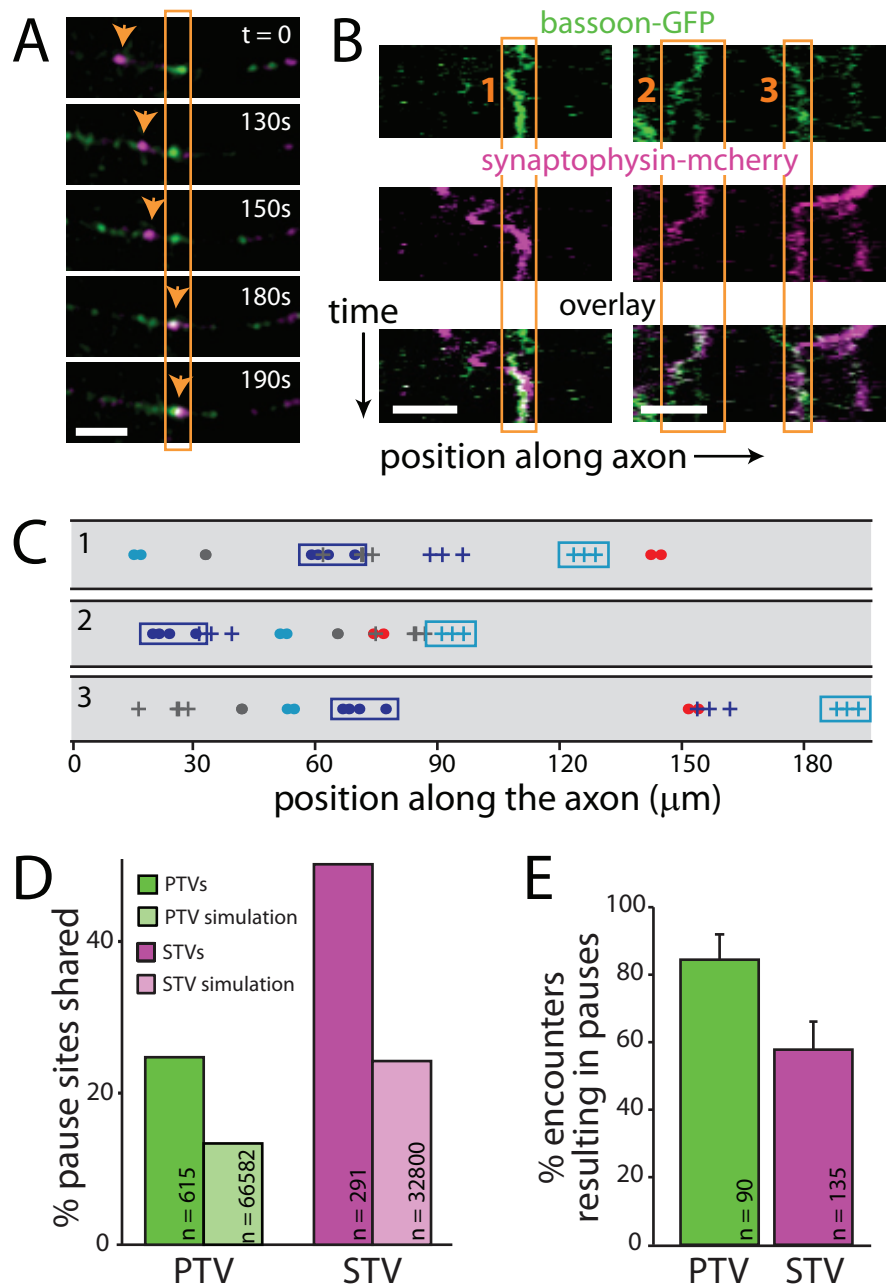 A
t = 0
130s
150s
180s
190s
B
bassoon-GFP
1
2
3
synaptophysin-mcherry
overlay
time
position along axon
C
1
2
3
0
30
60
90
120
150
180
position along the axon (μm)
D
% pause sites shared
40
20
0
PTVs
PTV simulation
STVs
STV simulation
n = 615
n = 66582
n = 291
n = 32800
PTV
STV
E
% encounters
resulting in pauses
100
80
60
40
20
0
n = 90
n = 135
PTV
STV